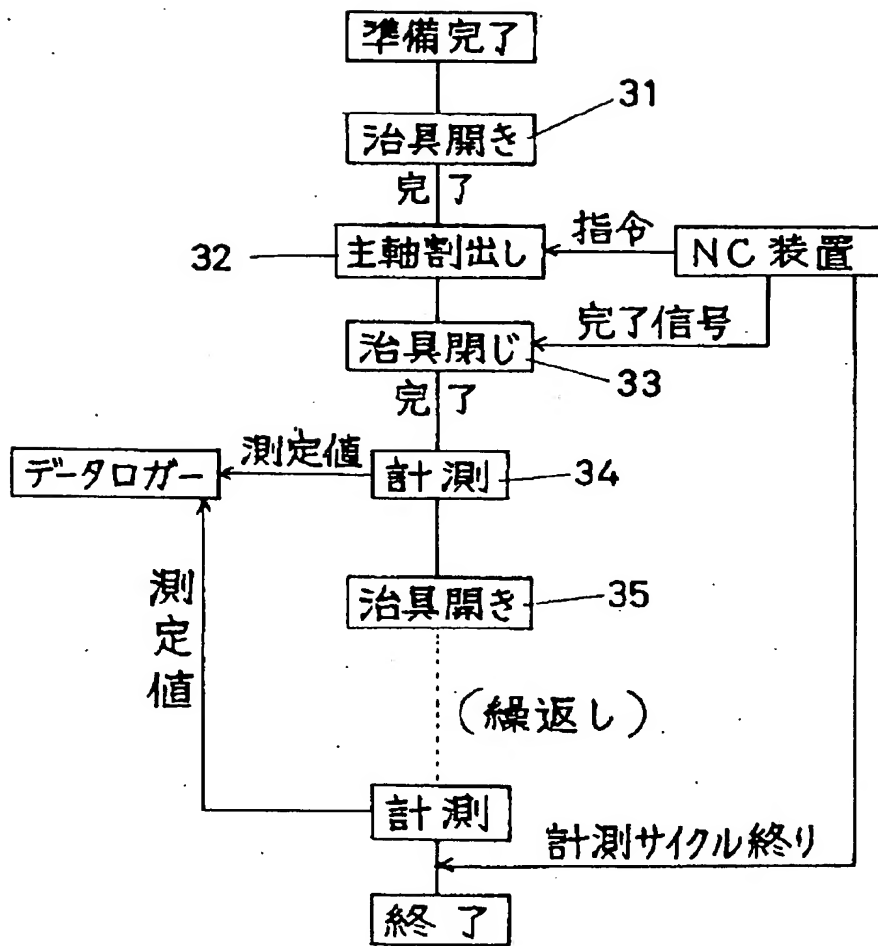 準備完了
31
治具開き
完了
指令
32
主軸割出し
NC装置
完了信号
治具閉じ
33
完了
測定値
データロガー
計測
34
治具開き
35
測定値
(繰返し)
計測
計測サイクル終り
終了